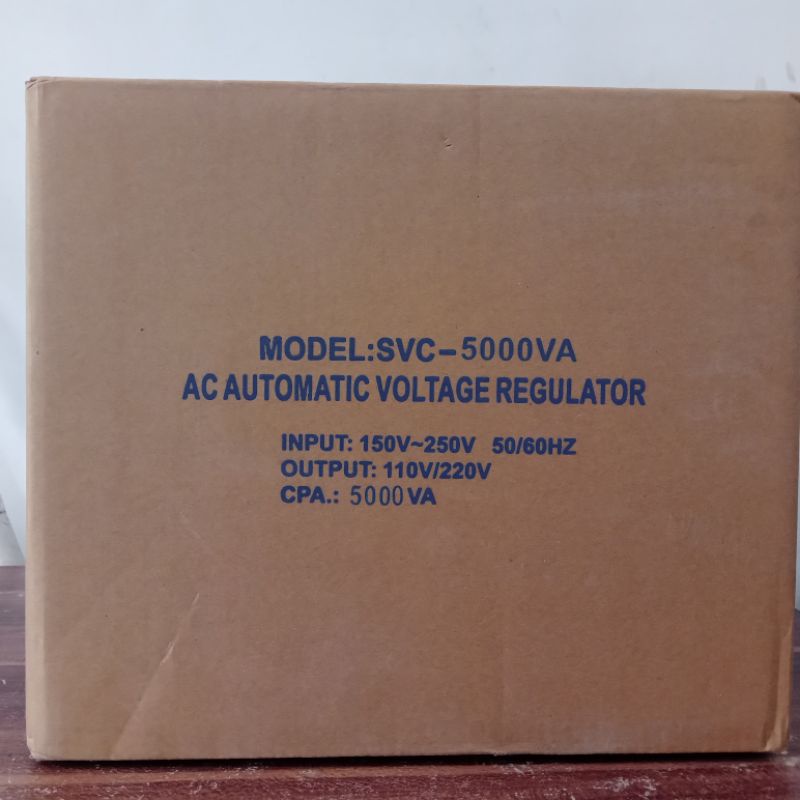 MODEL:SVC-5000VA
AC AUTOMATIC VOLTAGE REGULATOR
INPUT: 150V~250V 50/60HZ
OUTPUT: 110V/220V
CPA.: 5000VA